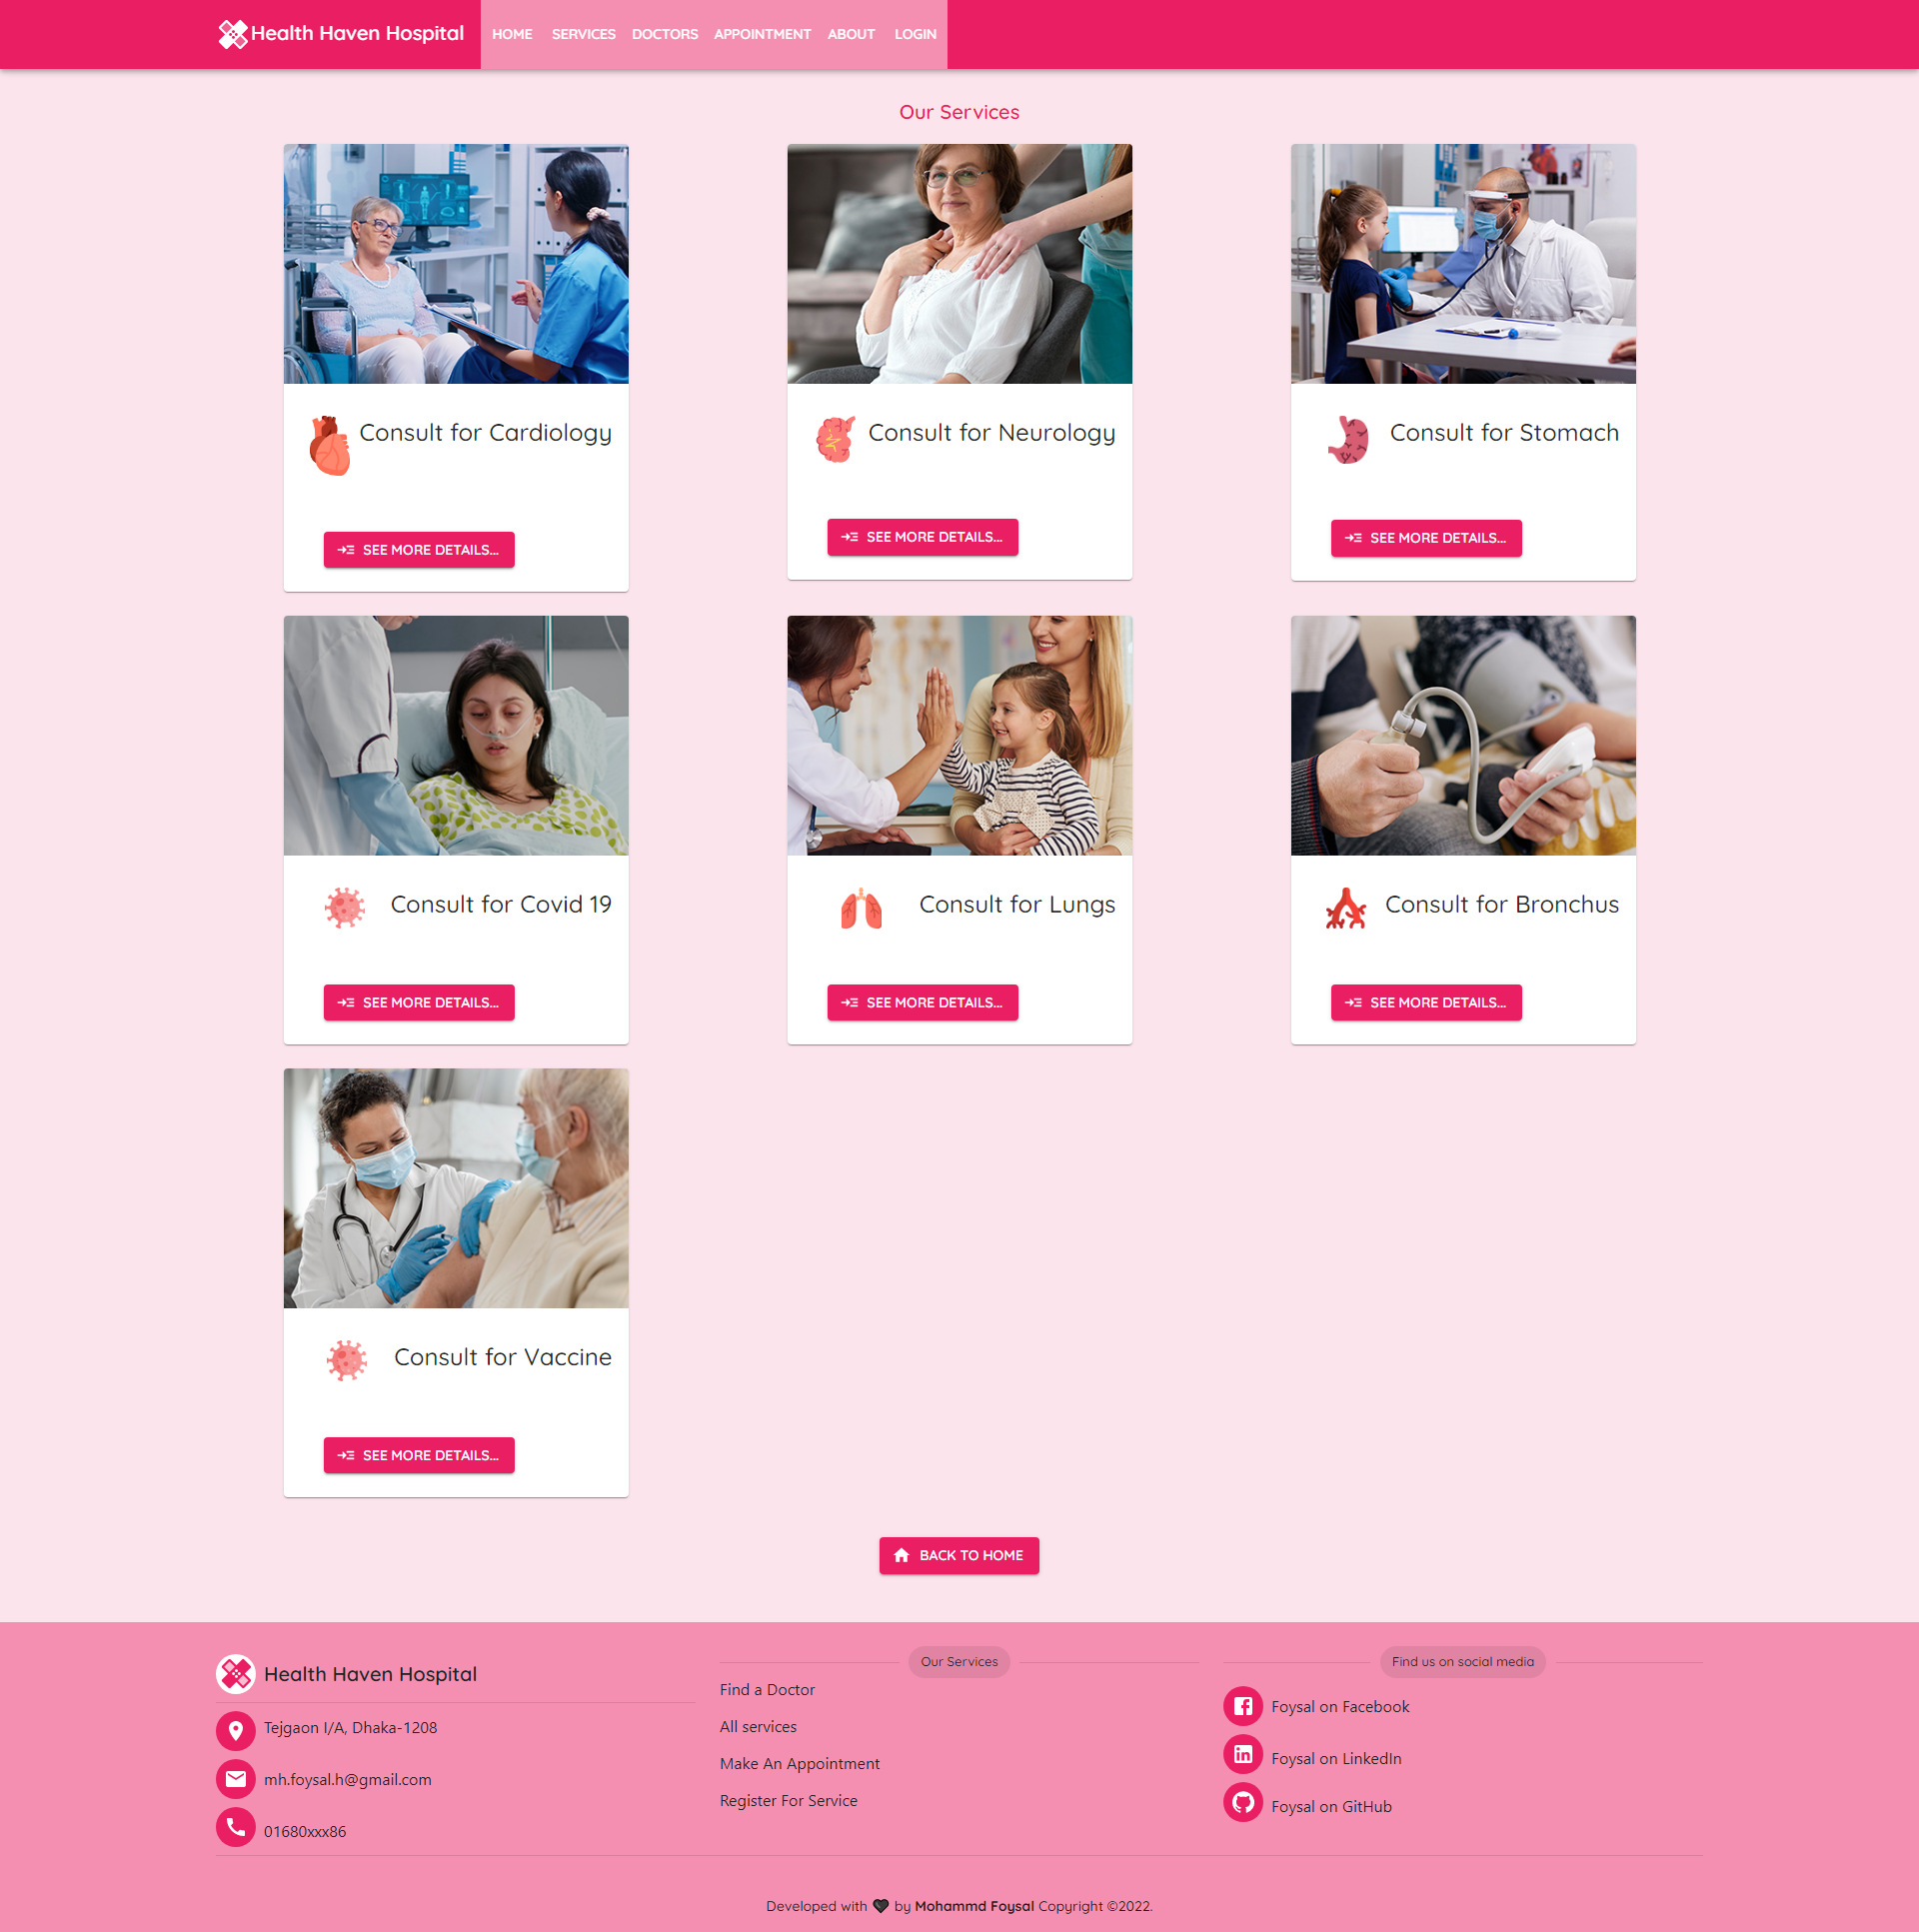 Health Haven Hospital
HOME SERVICES DOCTORS APPOINTMENT ABOUT LOGIN
Our Services
Consult for Cardiology
SEE MORE DETAILS...
Consult for Neurology
SEE MORE DETAILS...
Consult for Stomach
SEE MORE DETAILS...
Consult for Covid 19
SEE MORE DETAILS...
Consult for Lungs
SEE MORE DETAILS...
Consult for Bronchus
SEE MORE DETAILS...
Consult for Vaccine
SEE MORE DETAILS...
BACK TO HOME
Health Haven Hospital
Tejgaon I/A, Dhaka-1208
mh.foysal.h@gmail.com
01680xxx86
Our Services
Find a Doctor
All services
Make An Appointment
Register For Service
Find us on social media
Foysal on Facebook
Foysal on LinkedIn
Foysal on GitHub
Developed with 🖤 by Mohammd Foysal Copyright ©2022.